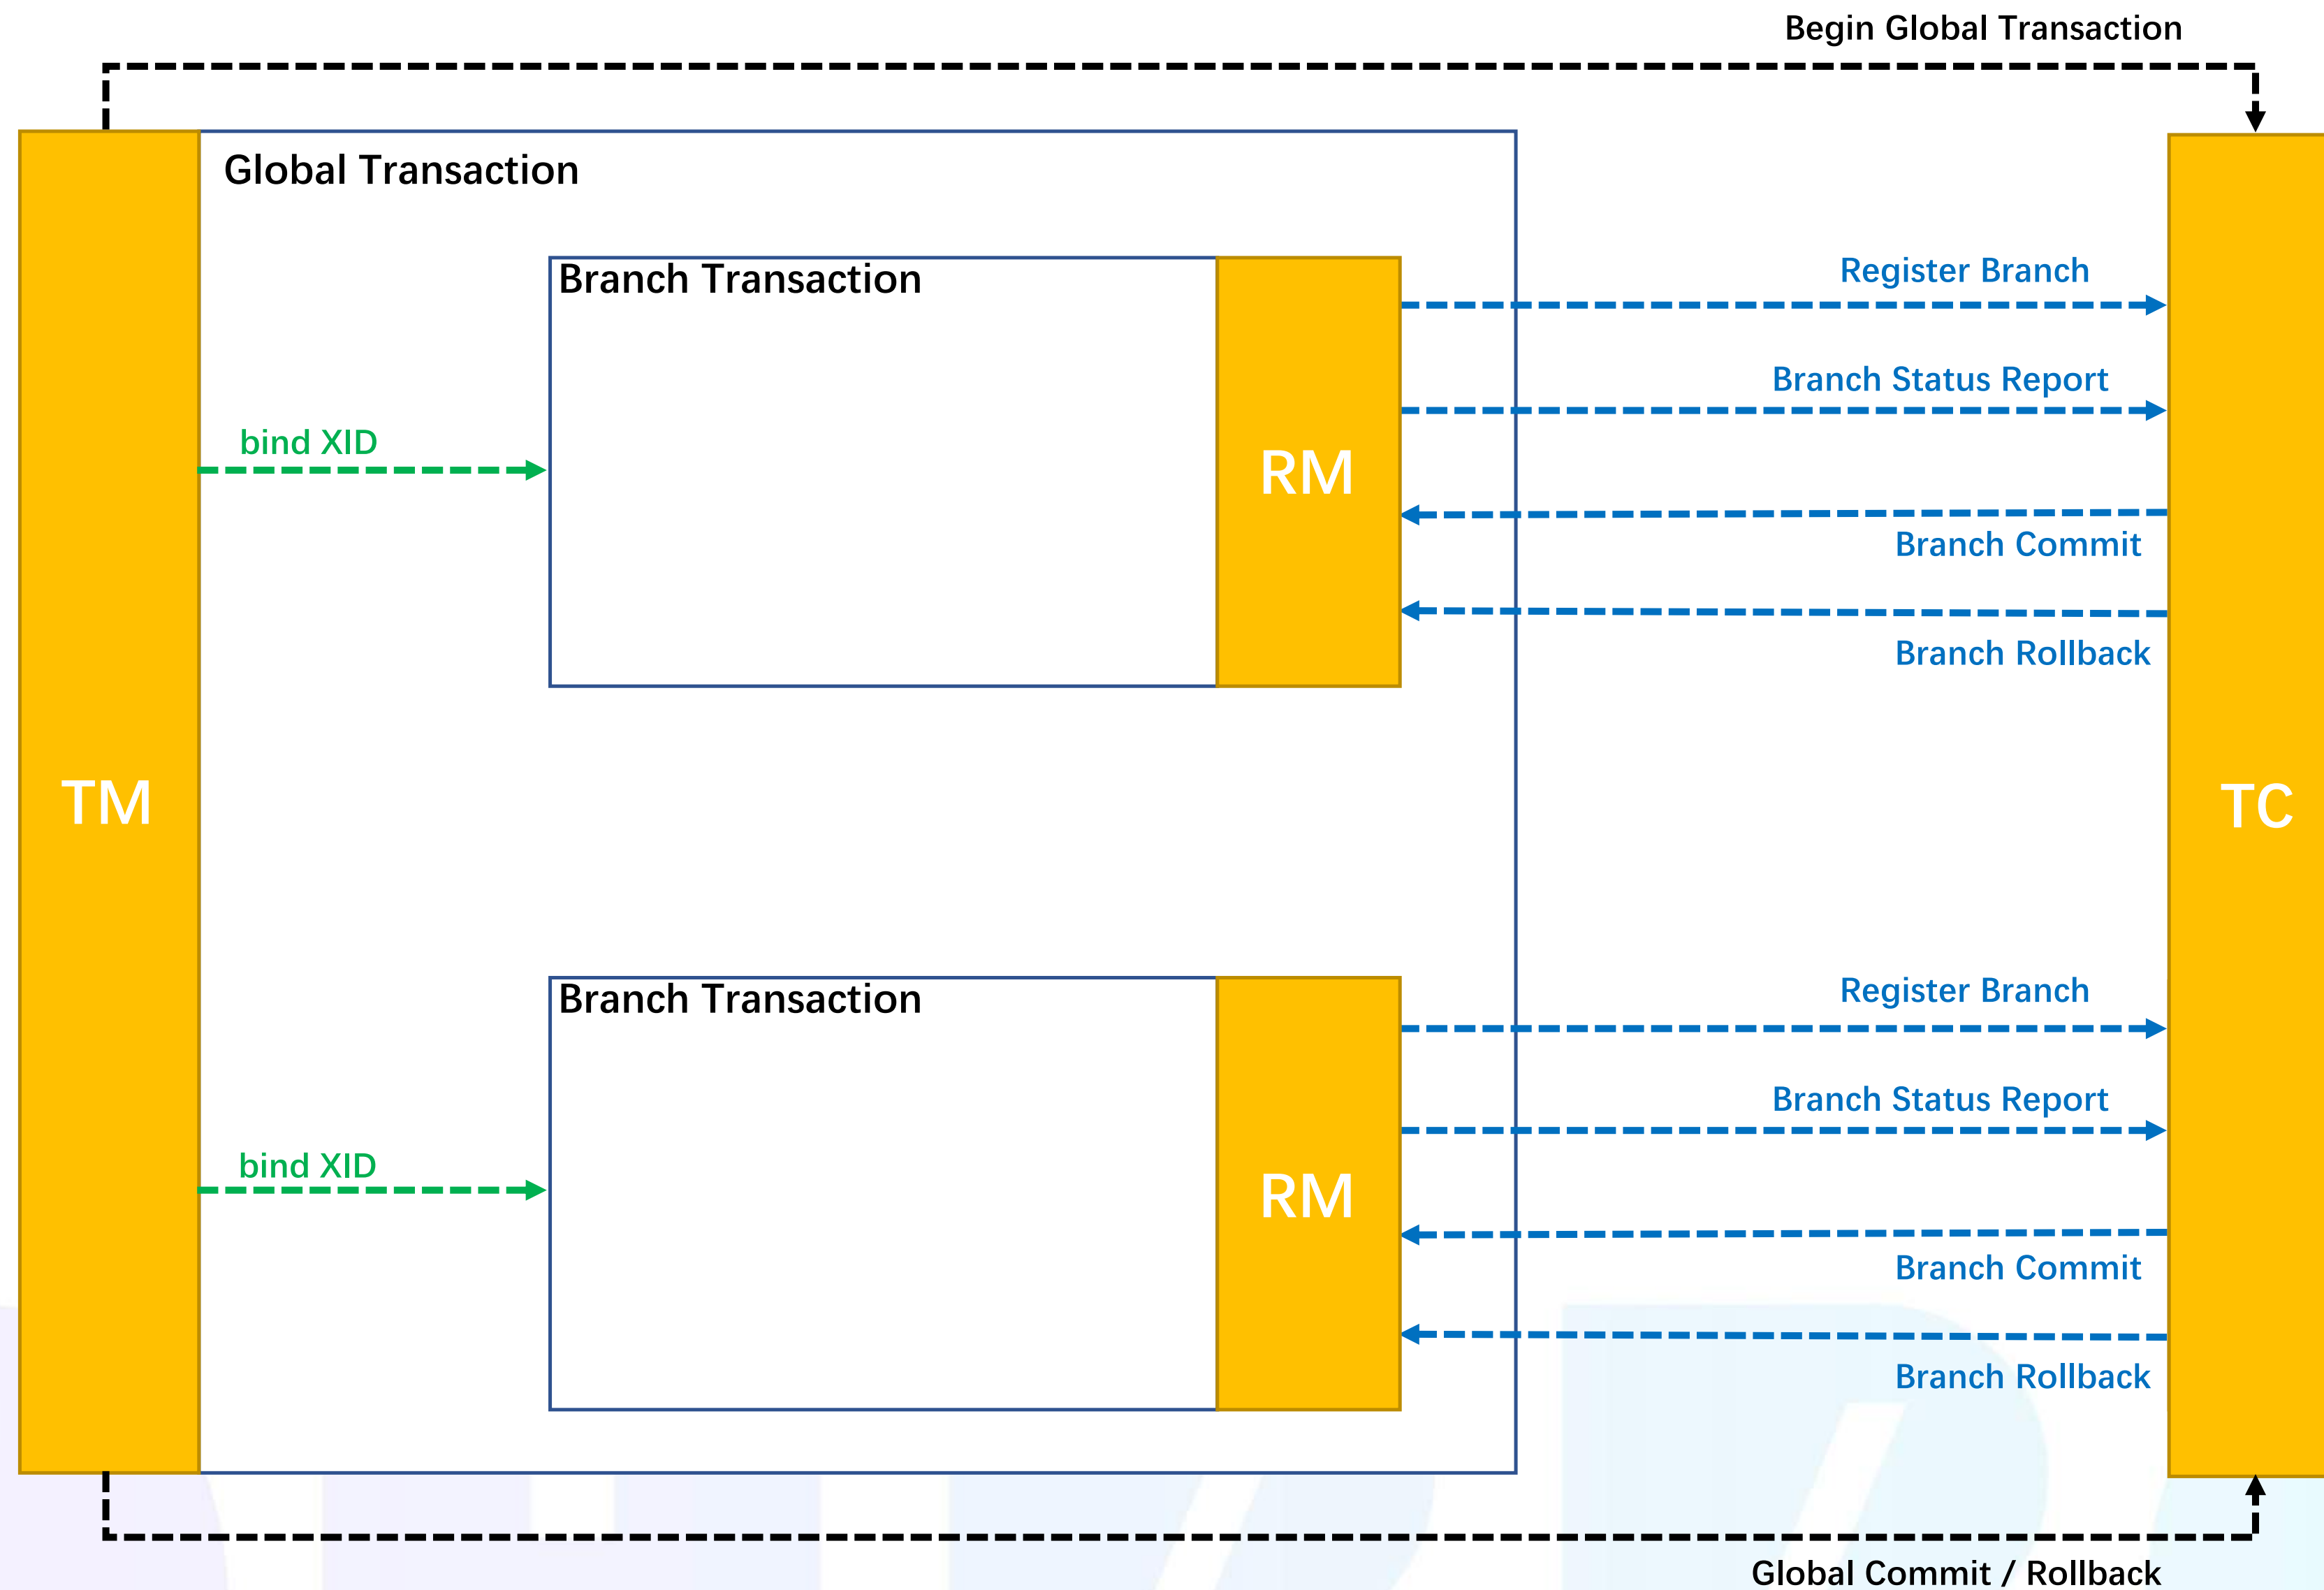 Begin Global Transaction
Global Transaction
Branch Transaction
Register Branch
Branch Status Report
bind XID
RM
Branch Commit
Branch Rollback
TM
TC
Branch Transaction
Register Branch
Branch Status Report
bind XID
RM
Branch Commit
Branch Rollback
Global Commit / Rollback